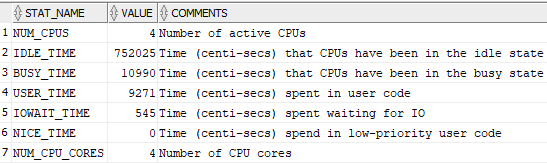 STAT_NAME VALUE COMMENTS
1 NUM_CPUS 4 Number of active CPUs
2 IDLE_TIME 752025 Time (centi-secs) that CPUs have been in the idle state
3 BUSY_TIME 10990 Time (centi-secs) that CPUs have been in the busy state
4 USER_TIME 9271 Time (centi-secs) spent in user code
5 IOWAIT_TIME 545 Time (centi-secs) spent waiting for IO
6 NICE_TIME 0 Time (centi-secs) spend in low-priority user code
7 NUM_CPU_CORES 4 Number of CPU cores